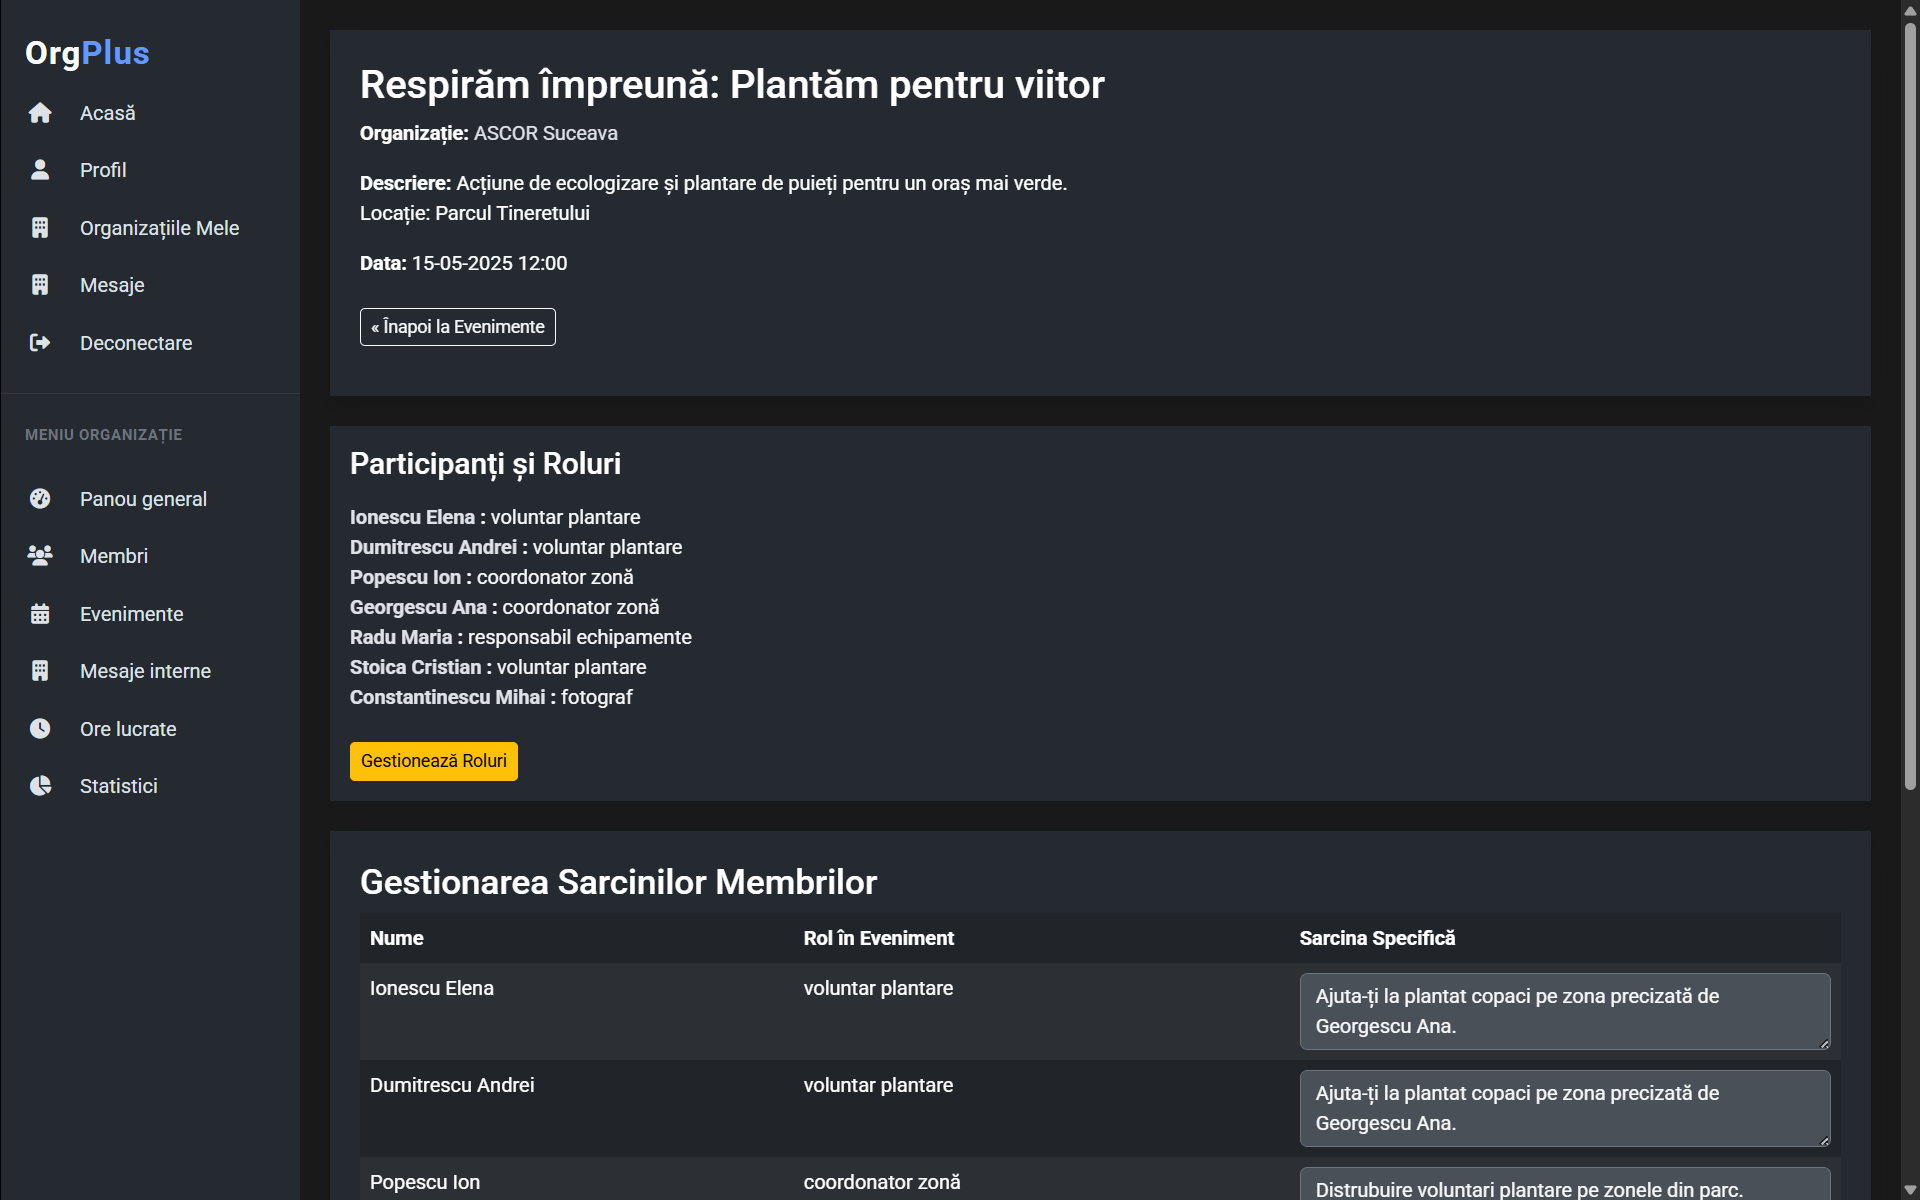 OrgPlus
Acasă
Profil
Organizațiile Mele
Mesaje
Deconectare
MENIU ORGANIZAȚIE
Panou general
Membri
Evenimente
Mesaje interne
Ore lucrate
Statistici
Respirăm împreună: Plantăm pentru viitor
Organizație: ASCOR Suceava
Descriere: Acțiune de ecologizare și plantare de puieți pentru un oraș mai verde.
Locație: Parcul Tineretului
Data: 15-05-2025 12:00
« Înapoi la Evenimente
Participanți și Roluri
Ionescu Elena : voluntar plantare
Dumitrescu Andrei : voluntar plantare
Popescu Ion : coordonator zonă
Georgescu Ana : coordonator zonă
Radu Maria : responsabil echipamente
Stoica Cristian : voluntar plantare
Constantinescu Mihai : fotograf
Gestionează Roluri
Gestionarea Sarcinilor Membrilor
Nume Rol în Eveniment Sarcina Specifică
Ionescu Elena voluntar plantare Ajuta-ți la plantat copaci pe zona precizată de
Georgescu Ana.
Dumitrescu Andrei voluntar plantare Ajuta-ți la plantat copaci pe zona precizată de
Georgescu Ana.
Popescu Ion coordonator zonă Distrubuire voluntari plantare pe zonele din parc.